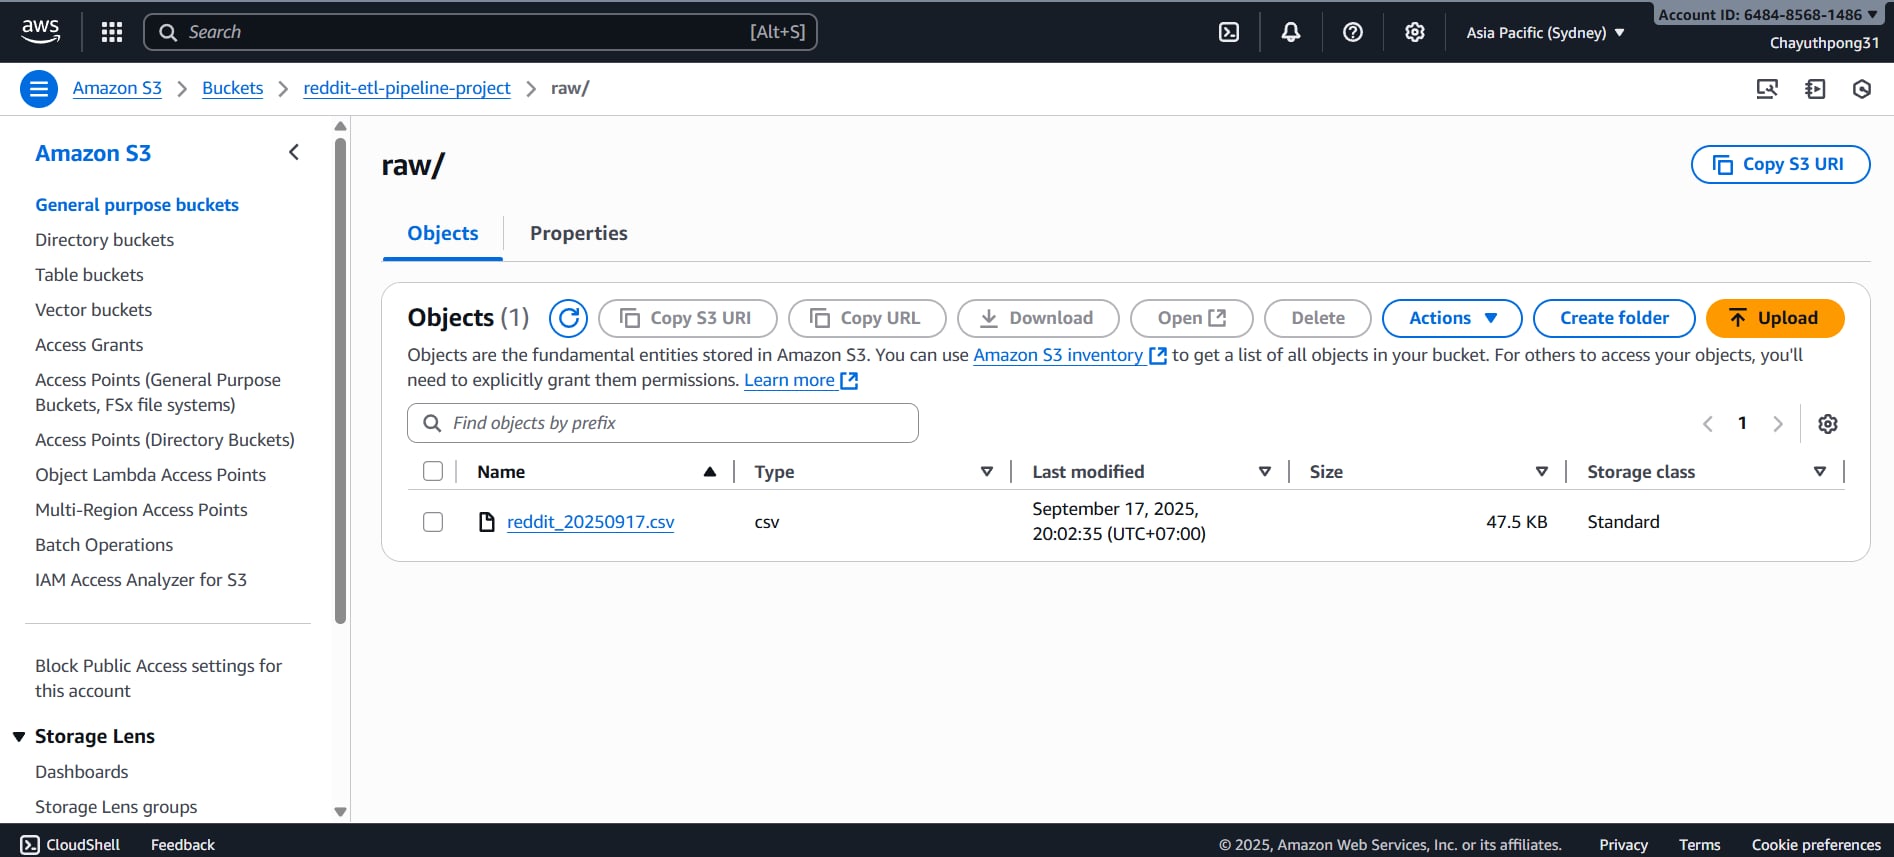 aws
Search
[Alt+S]
Asia Pacific (Sydney)
Account ID: 6484-8568-1486
Chayuthpong31
Amazon S3
Buckets
reddit-etl-pipeline-project
raw/
Amazon S3
General purpose buckets
Directory buckets
Table buckets
Vector buckets
Access Grants
Access Points (General Purpose
Buckets, FSx file systems)
Access Points (Directory Buckets)
Object Lambda Access Points
Multi-Region Access Points
Batch Operations
IAM Access Analyzer for S3
Block Public Access settings for
this account
Storage Lens
Dashboards
Storage Lens groups
raw/
Copy S3 URI
Objects
Properties
Objects (1)
Copy S3 URI
Copy URL
Download
Open
Delete
Actions
Create folder
Upload
Objects are the fundamental entities stored in Amazon S3. You can use Amazon S3 inventory to get a list of all objects in your bucket. For others to access your objects, you'll
need to explicitly grant them permissions. Learn more
Find objects by prefix
1
Name
Type
Last modified
Size
Storage class
reddit_20250917.csv
csv
September 17, 2025,
20:02:35 (UTC+07:00)
47.5 KB
Standard
CloudShell
Feedback
© 2025, Amazon Web Services, Inc. or its affiliates.
Privacy
Terms
Cookie preferences